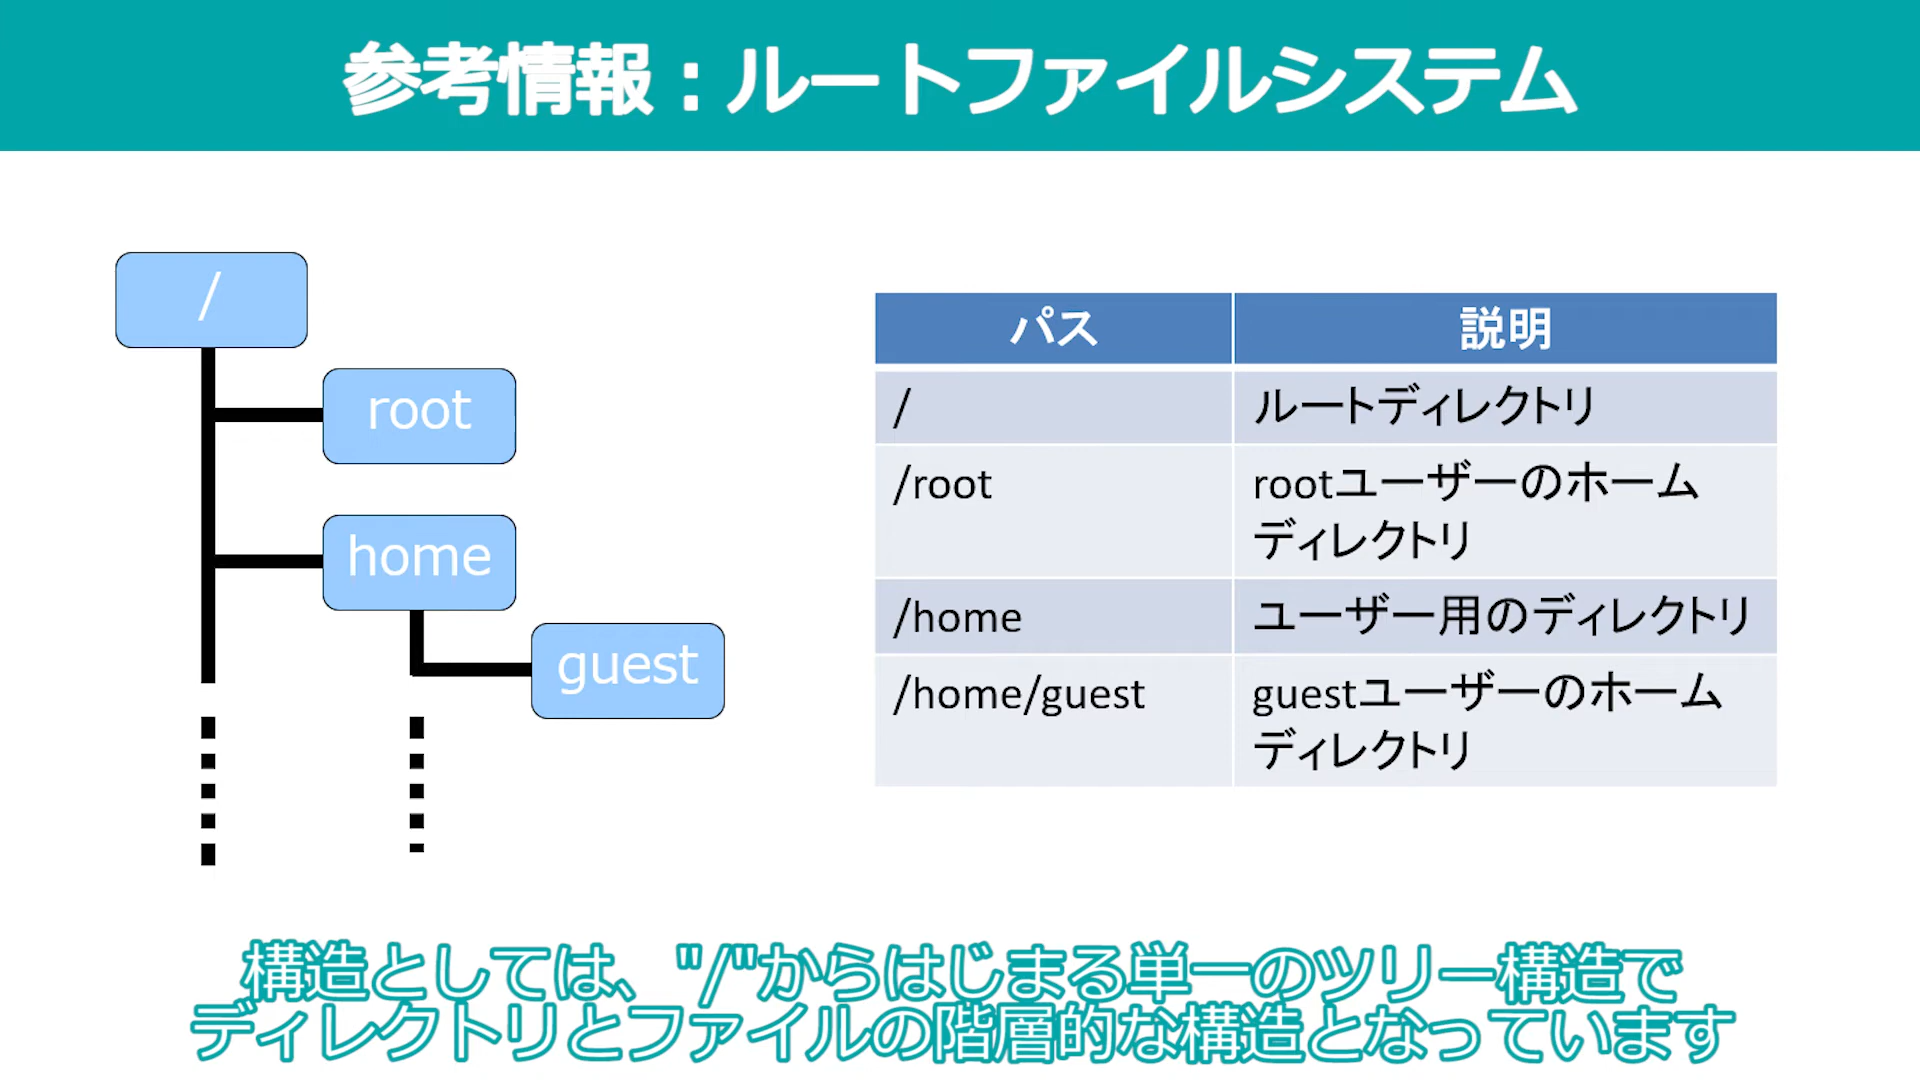 参考情報：ルートファイルシステム
/
root
home
guest
パス 説明
/ ルートディレクトリ
/root rootユーザーのホーム
ディレクトリ
/home ユーザー用のディレクトリ
/home/guest guestユーザーのホーム
ディレクトリ
構造としては、"/"からはじまる単一のツリー構造で
ディレクトリとファイルの階層的な構造となっています